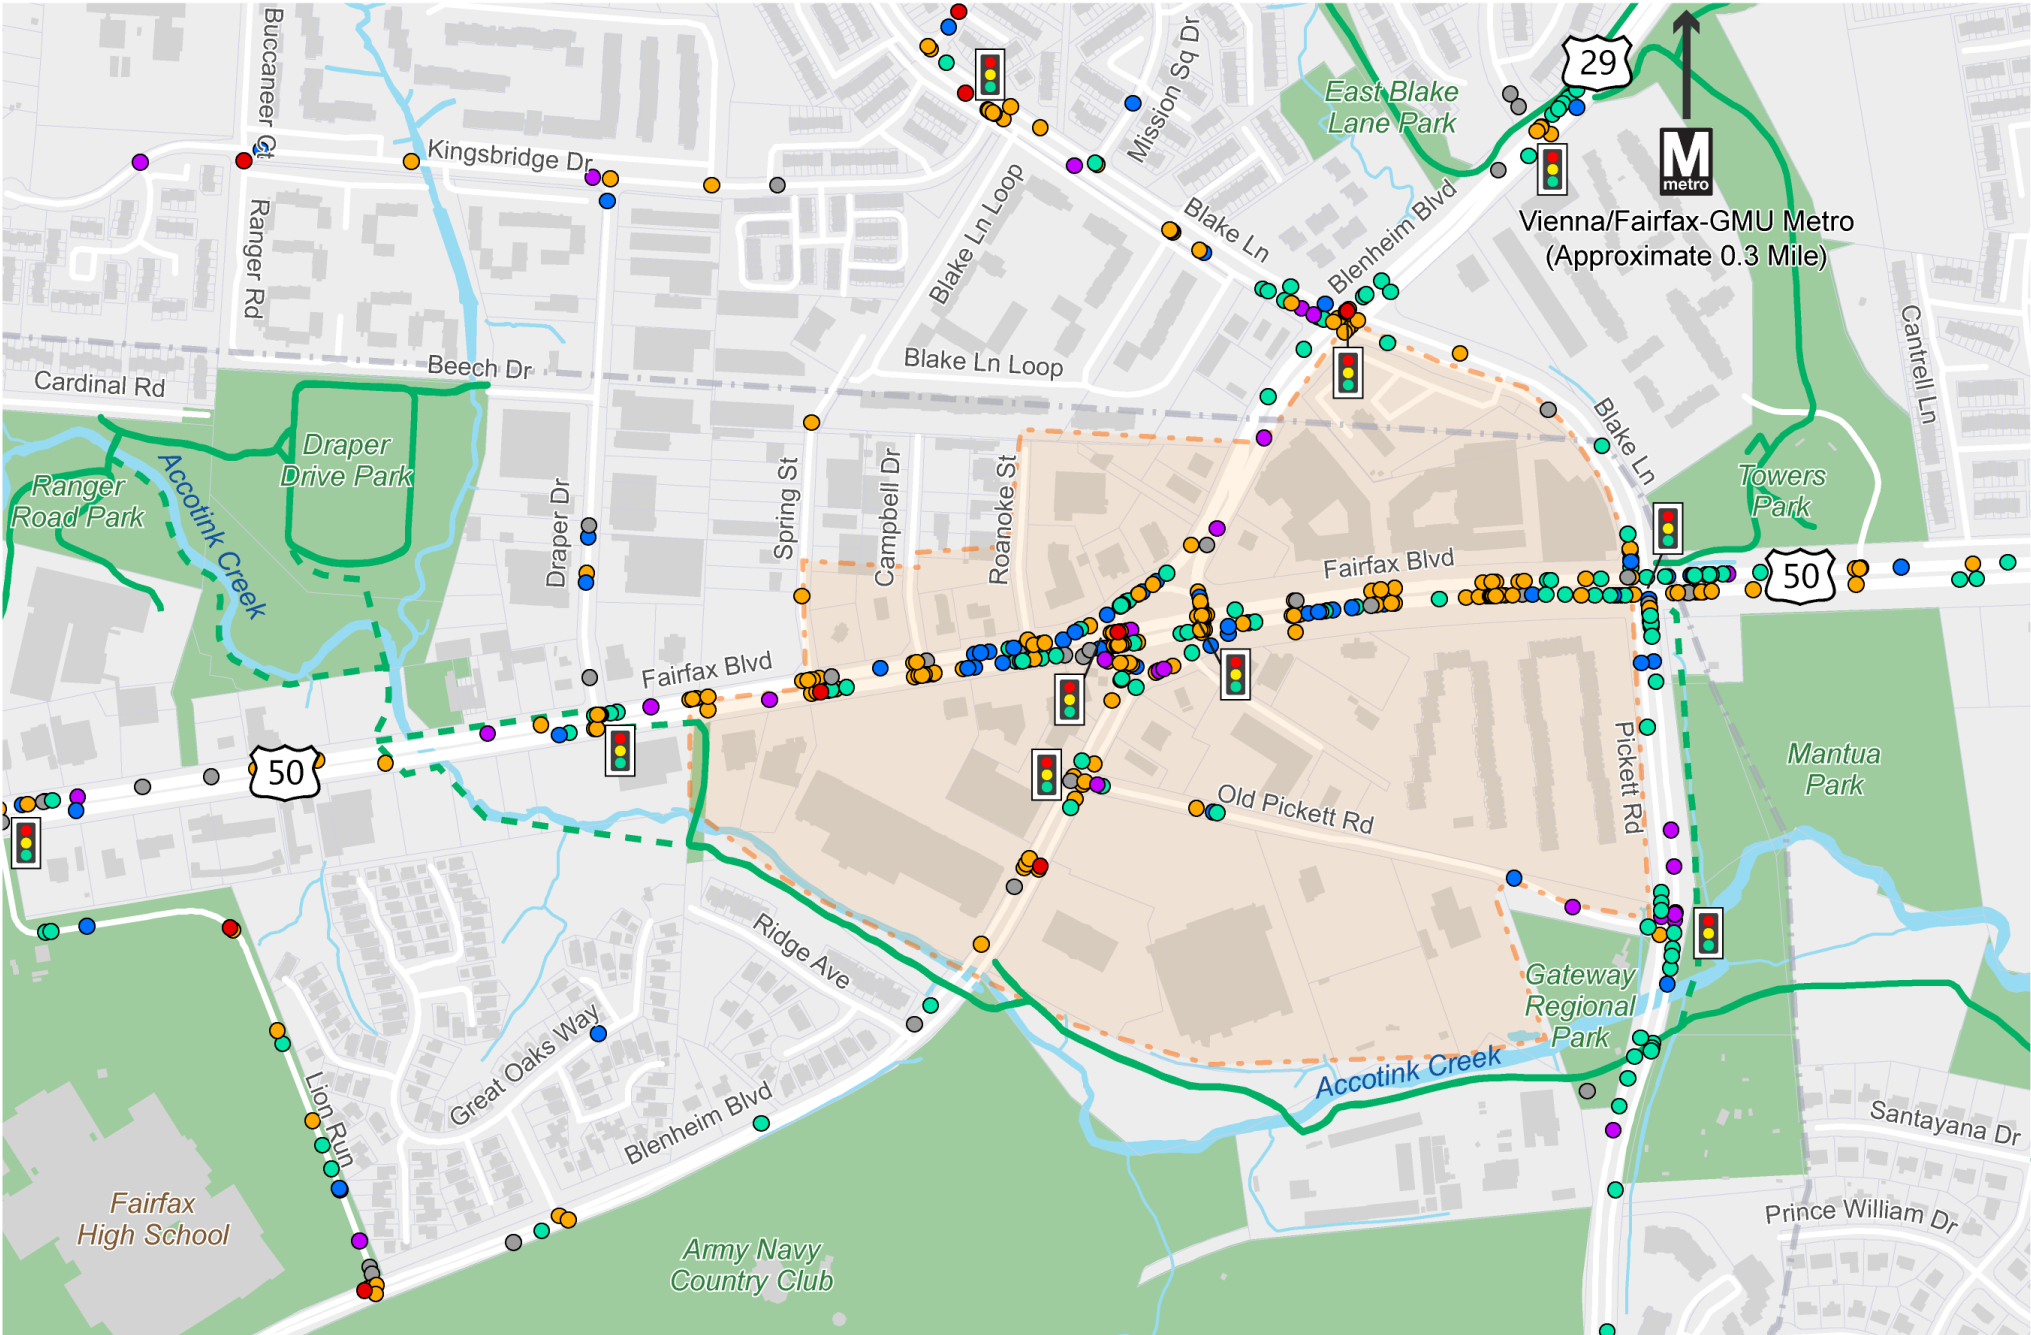 Buccaneer Ct
Mission Sq Dr
29
East Blake
Lane Park
M
metro
Kingsbridge Dr
Vienna/Fairfax-GMU Metro
(Approximate 0.3 Mile)
Ranger Rd
Blake Ln Loop
Blake Ln
Blenheim Blvd
Cantrell Ln
Cardinal Rd
Beech Dr
Blake Ln Loop
Draper
Drive Park
Blake Ln
Ranger
Road Park
Accotink Creek
Draper Dr
Spring St
Campbell Dr
Roanoke St
Towers
Park
Fairfax Blvd
50
Fairfax Blvd
50
Pickett Rd
Mantua
Park
Old Pickett Rd
Ridge Ave
Gateway
Regional
Park
Great Oaks Way
Accotink Creek
Lion Run
Blenheim Blvd
Santayana Dr
Fairfax
High School
Prince William Dr
Army Navy
Country Club